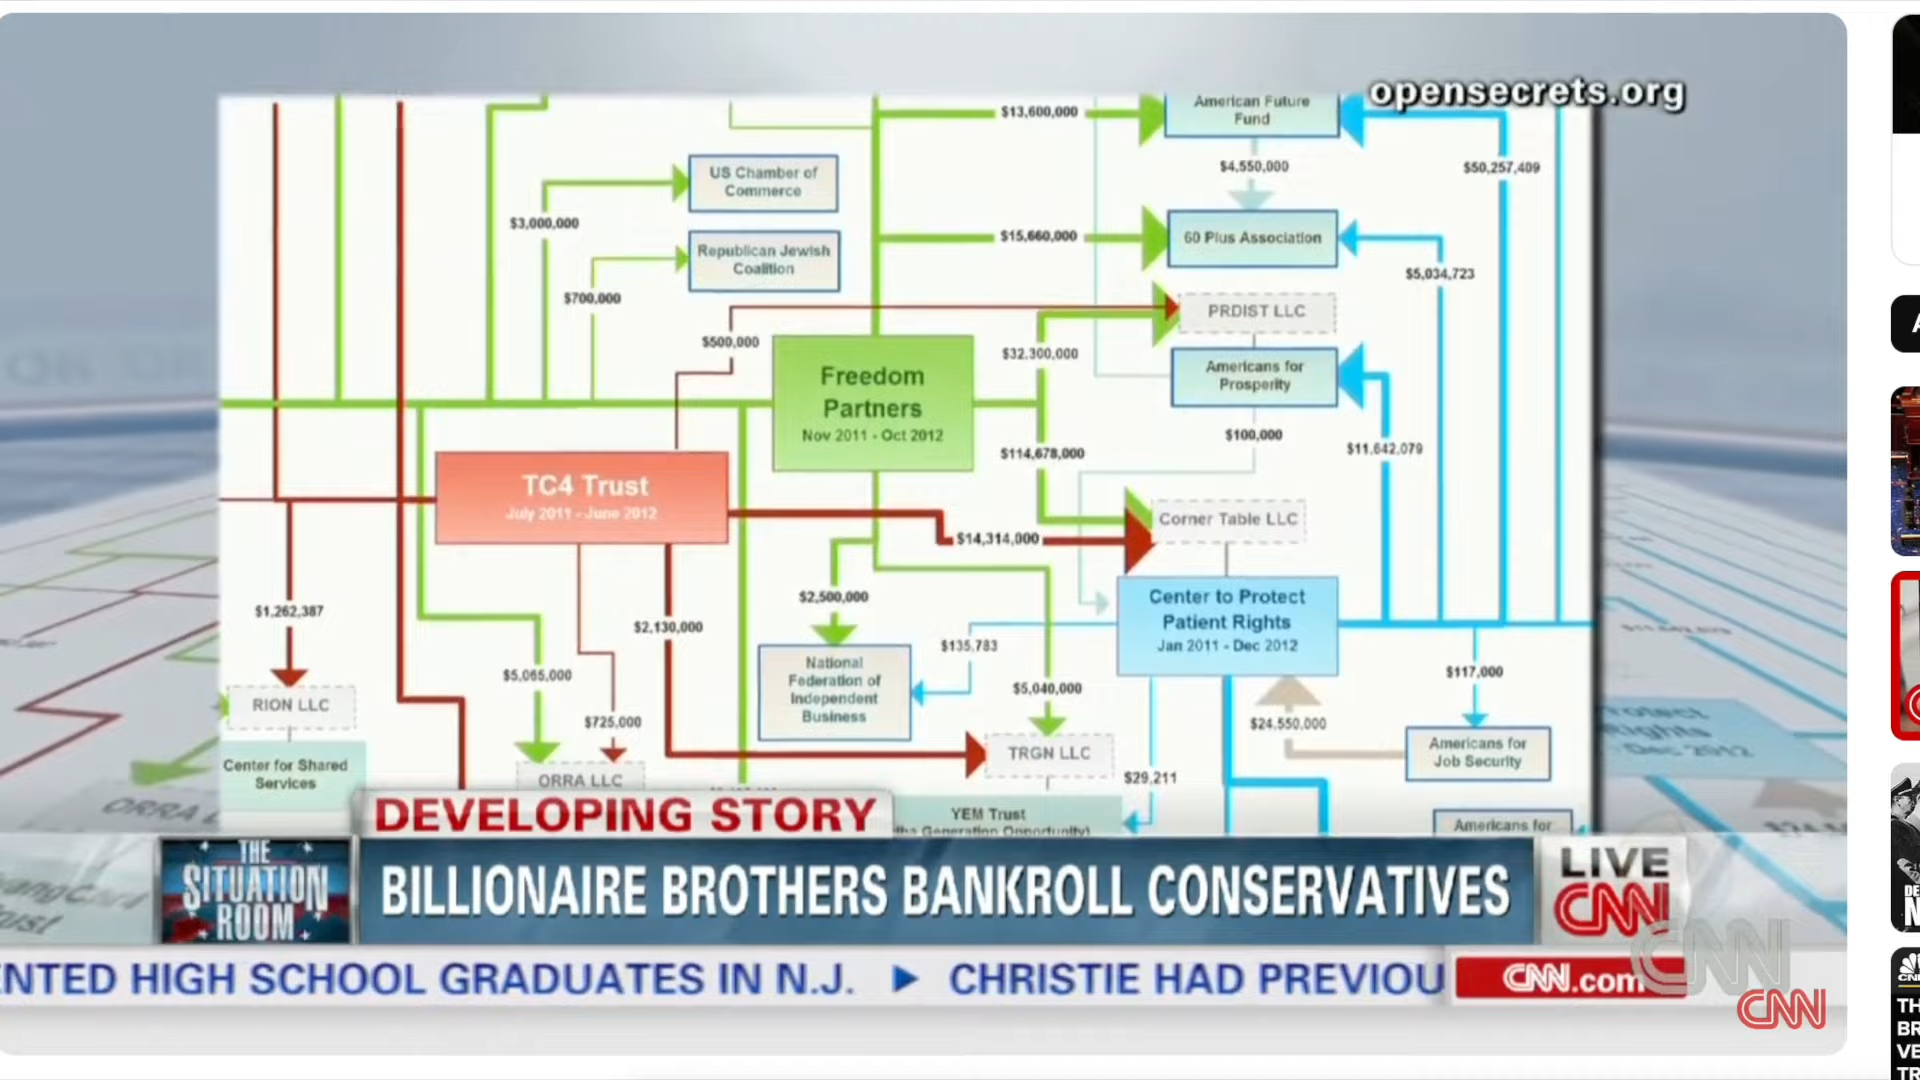 opensecrets.org
$13,600,000
American Future
Fund
$4,550,000
$50,257,409
US Chamber of
Commerce
$3,000,000
$15,660,000
60 Plus Association
Republican Jewish
Coalition
$5,034,723
$700,000
PRDIST LLC
$500,000
$32,300,000
Freedom
Partners
Nov 2011 - Oct 2012
Americans for
Prosperity
$100,000
$11,642,079
$114,678,000
TC4 Trust
July 2011 - June 2012
Corner Table LLC
$14,314,000
$1,262,387
$2,500,000
$2,130,000
Center to Protect
Patient Rights
Jan 2011 - Dec 2012
$135,783
National
Federation of
Independent
Business
$5,065,000
$5,040,000
$117,000
RION LLC
$725,000
$24,550,000
Center for Shared
Services
ORRA LLC
TRGN LLC
$29,211
Americans for
Job Security
YEM Trust
Generation Opportunity)
Americans for
DEVELOPING STORY
THE
SITUATION
ROOM
BILLIONAIRE BROTHERS BANKROLL CONSERVATIVES
LIVE
CNN
ENTED HIGH SCHOOL GRADUATES IN N.J. ▶ CHRISTIE HAD PREVIOU
CNN.com
CNN
CNN